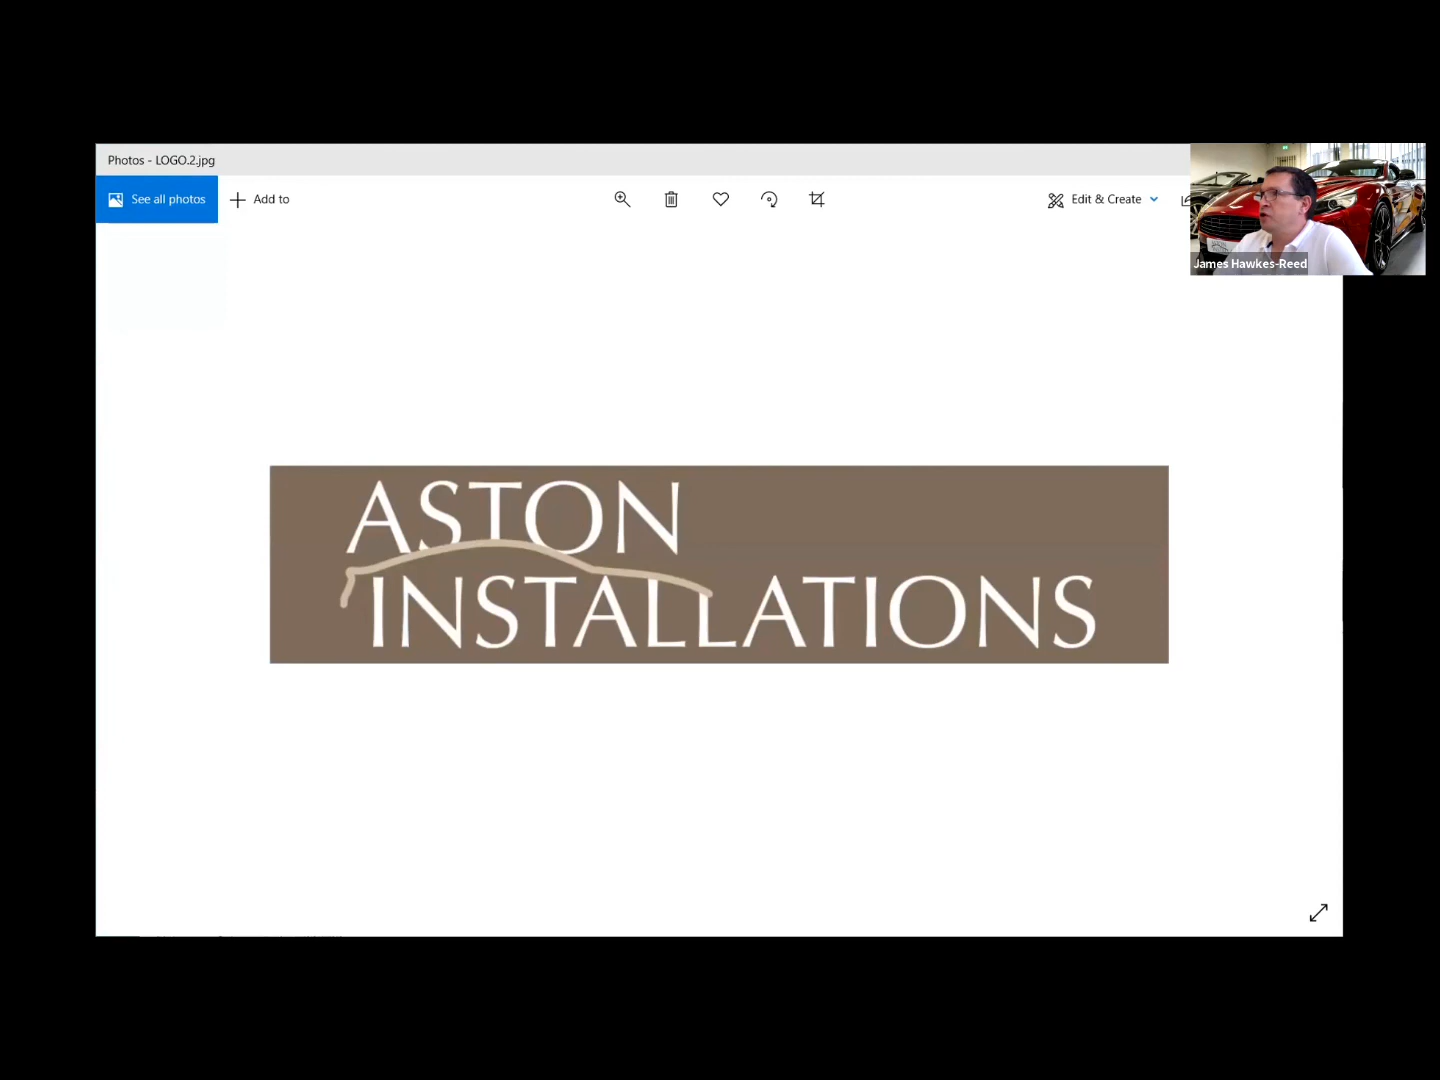 Photos - LOGO.2.jpg
See all photos
Add to
Edit & Create
James Hawkes-Reed
ASTON
INSTALLATIONS